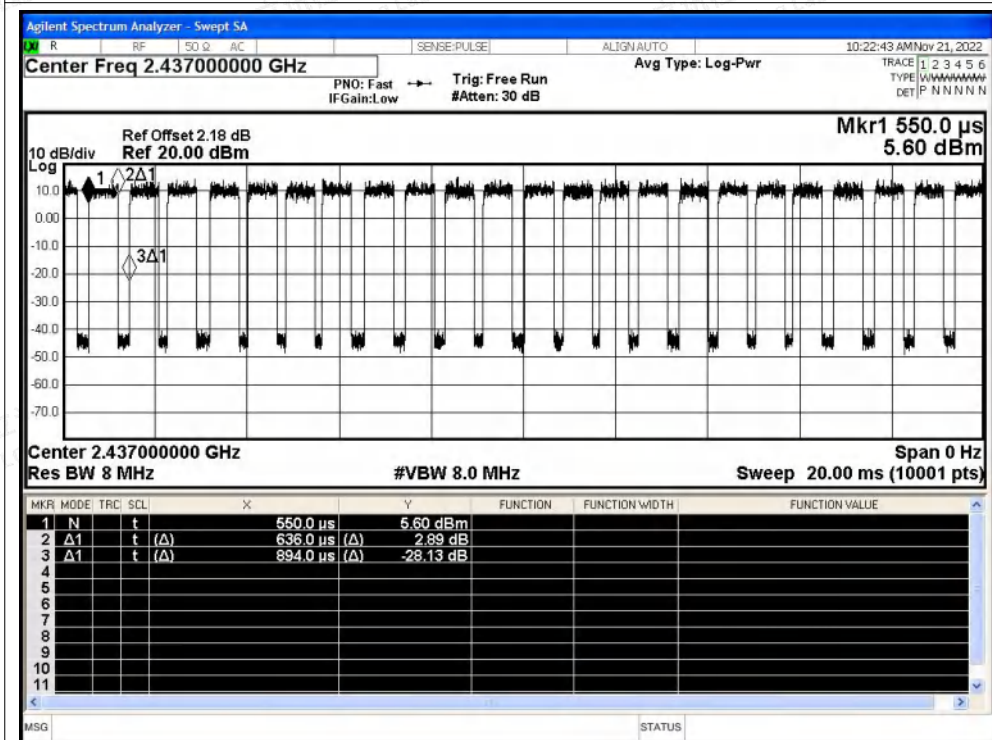 Agilent Spectrum Analyzer - Swept SA
LXI R RF 50 Ω AC SENSE:PULSE ALIGN AUTO 10:22:43 AM Nov 21, 2022
Center Freq 2.437000000 GHz Avg Type: Log-Pwr TRACE 1 2 3 4 5 6
PNO: Fast Trig: Free Run TYPE WWWWWW
IFGain:Low #Atten: 30 dB DET P N N N N N
Mkr1 550.0 µs
Ref Offset 2.18 dB
10 dB/div Ref 20.00 dBm 5.60 dBm
Log
1 2Δ1
10.0
0.00
-10.0
3Δ1
-20.0
-30.0
-40.0
-50.0
-60.0
-70.0
Center 2.437000000 GHz Span 0 Hz
Res BW 8 MHz #VBW 8.0 MHz Sweep 20.00 ms (10001 pts)
MKR MODE TRC SCL X Y FUNCTION FUNCTION WIDTH FUNCTION VALUE
1 N t 550.0 µs 5.60 dBm
2 Δ1 t (Δ) 636.0 µs (Δ) 2.89 dB
3 Δ1 t (Δ) 894.0 µs (Δ) -28.13 dB
4
5
6
7
8
9
10
11
MSG STATUS